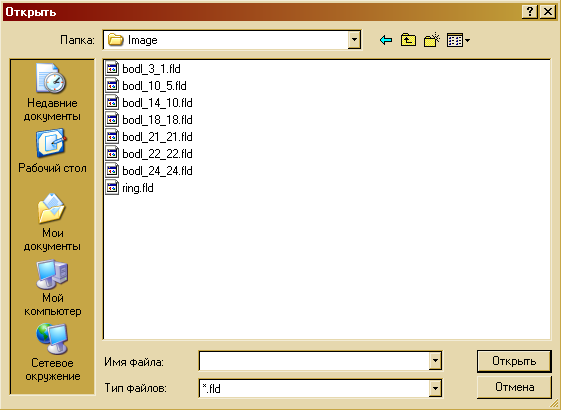 Открыть
Папка: Image
Недавние
документы
Рабочий стол
Мои
документы
Мой
компьютер
Сетевое
окружение
bodl_3_1.fld
bodl_10_5.fld
bodl_14_10.fld
bodl_18_18.fld
bodl_21_21.fld
bodl_22_22.fld
bodl_24_24.fld
ring.fld
Имя файла:
Открыть
Тип файлов: *.fld
Отмена